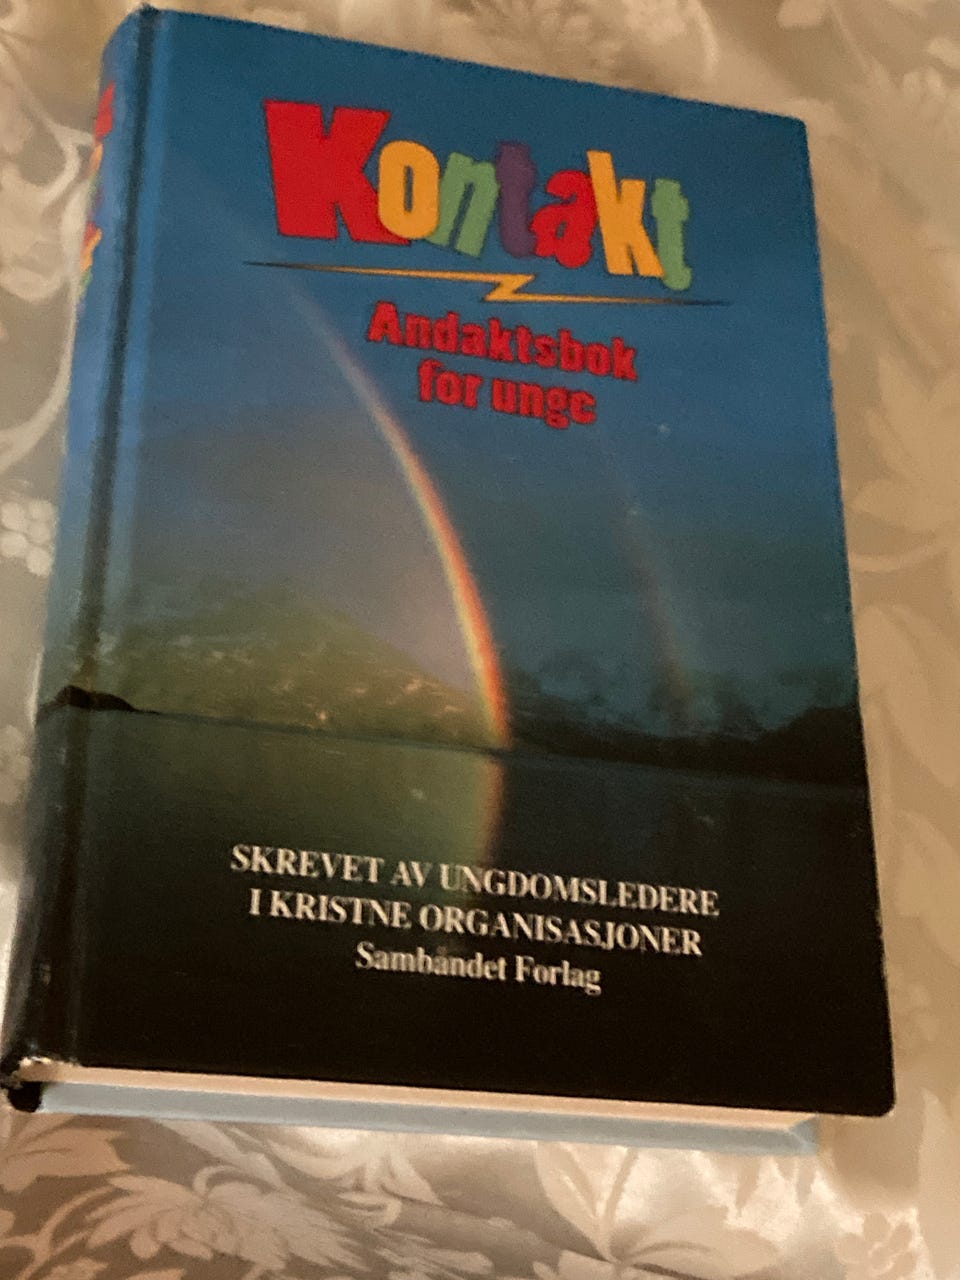 Kontakt
Andaktsbok
for unge
SKREVET AV UNGDOMSLEDERE
I KRISTNE ORGANISASJONER
Sambåndet Forlag